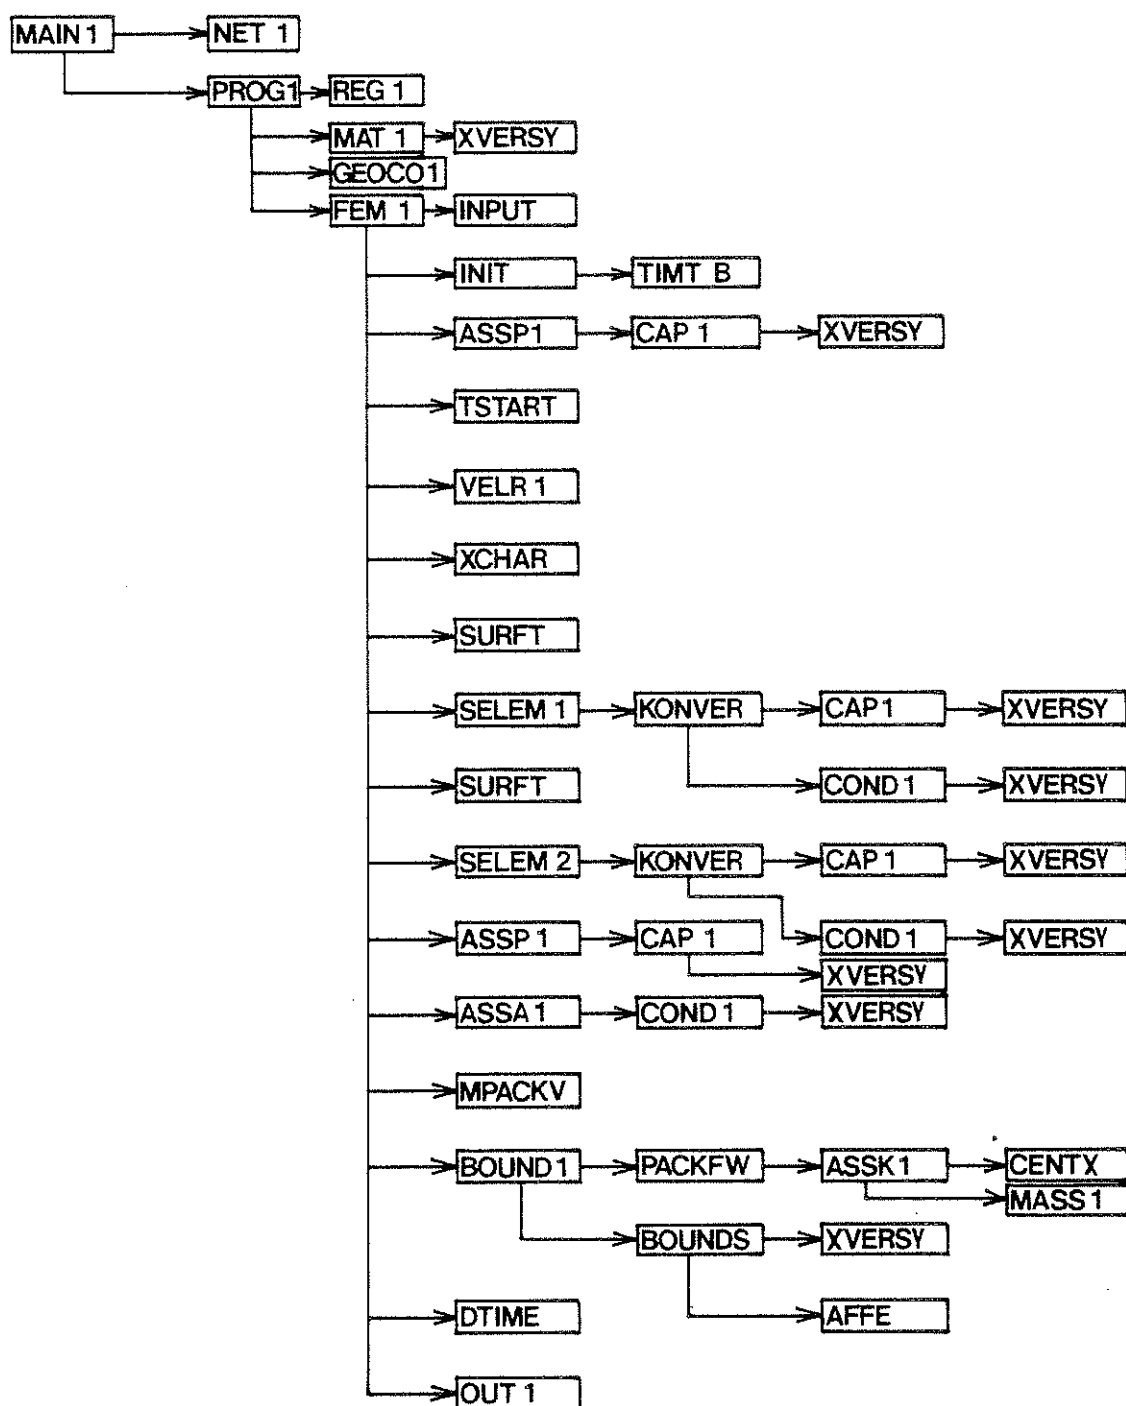 MAIN 1 NET 1
PROG1 REG 1
MAT 1 XVERSY
GEOCO1
FEM 1 INPUT
INIT TIMT B
ASSP1 CAP 1 XVERSY
TSTART
VELR 1
XCHAR
SURFT
SELEM 1 KONVER CAP 1 XVERSY
COND 1 XVERSY
SURFT
SELEM 2 KONVER CAP 1 XVERSY
ASSP 1 CAP 1 COND 1 XVERSY
XVERSY
ASSA 1 COND 1 XVERSY
MPACKV
BOUND 1 PACKFW ASSK 1 CENTX
MASS 1
BOUNDS XVERSY
DTIME AFFE
OUT 1